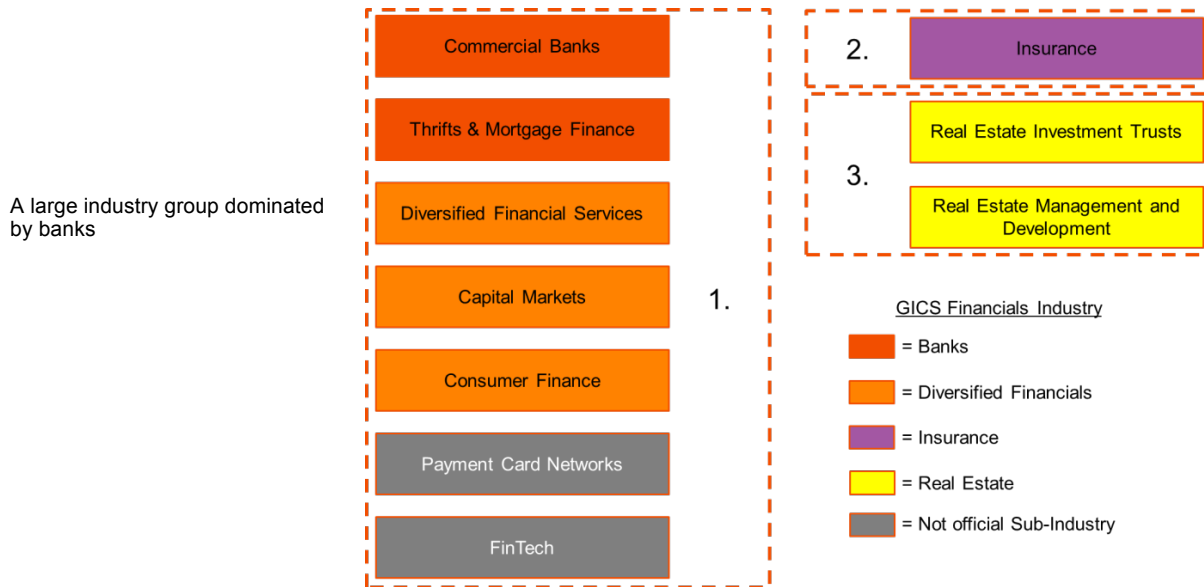 A large industry group dominated
by banks
Commercial Banks
Thrifts & Mortgage Finance
Diversified Financial Services
Capital Markets
Consumer Finance
Payment Card Networks
FinTech
1.
2.
Insurance
3.
Real Estate Investment Trusts
Real Estate Management and
Development
GICS Financials Industry
= Banks
= Diversified Financials
= Insurance
= Real Estate
= Not official Sub-Industry